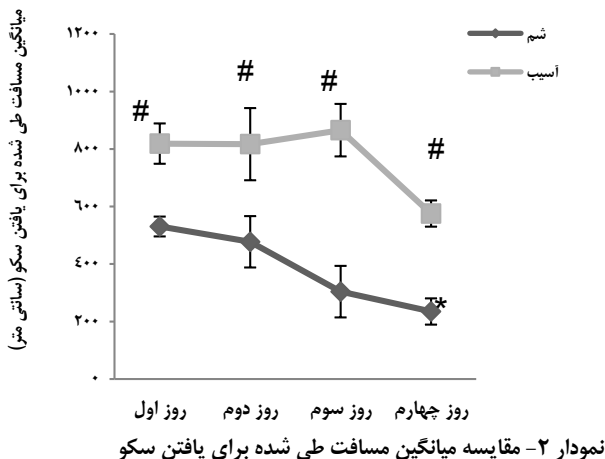 میانگین مسافت طی شده برای یافتن سکو (سانتی متر)
۱۲۰۰
۱۰۰۰
۸۰۰
۶۰۰
۴۰۰
۲۰۰
۰
شم
آسیب
#
#
#
#
*
روز اول
روز دوم
روز سوم
روز چهارم
نمودار ۲- مقایسه میانگین مسافت طی شده برای یافتن سکو